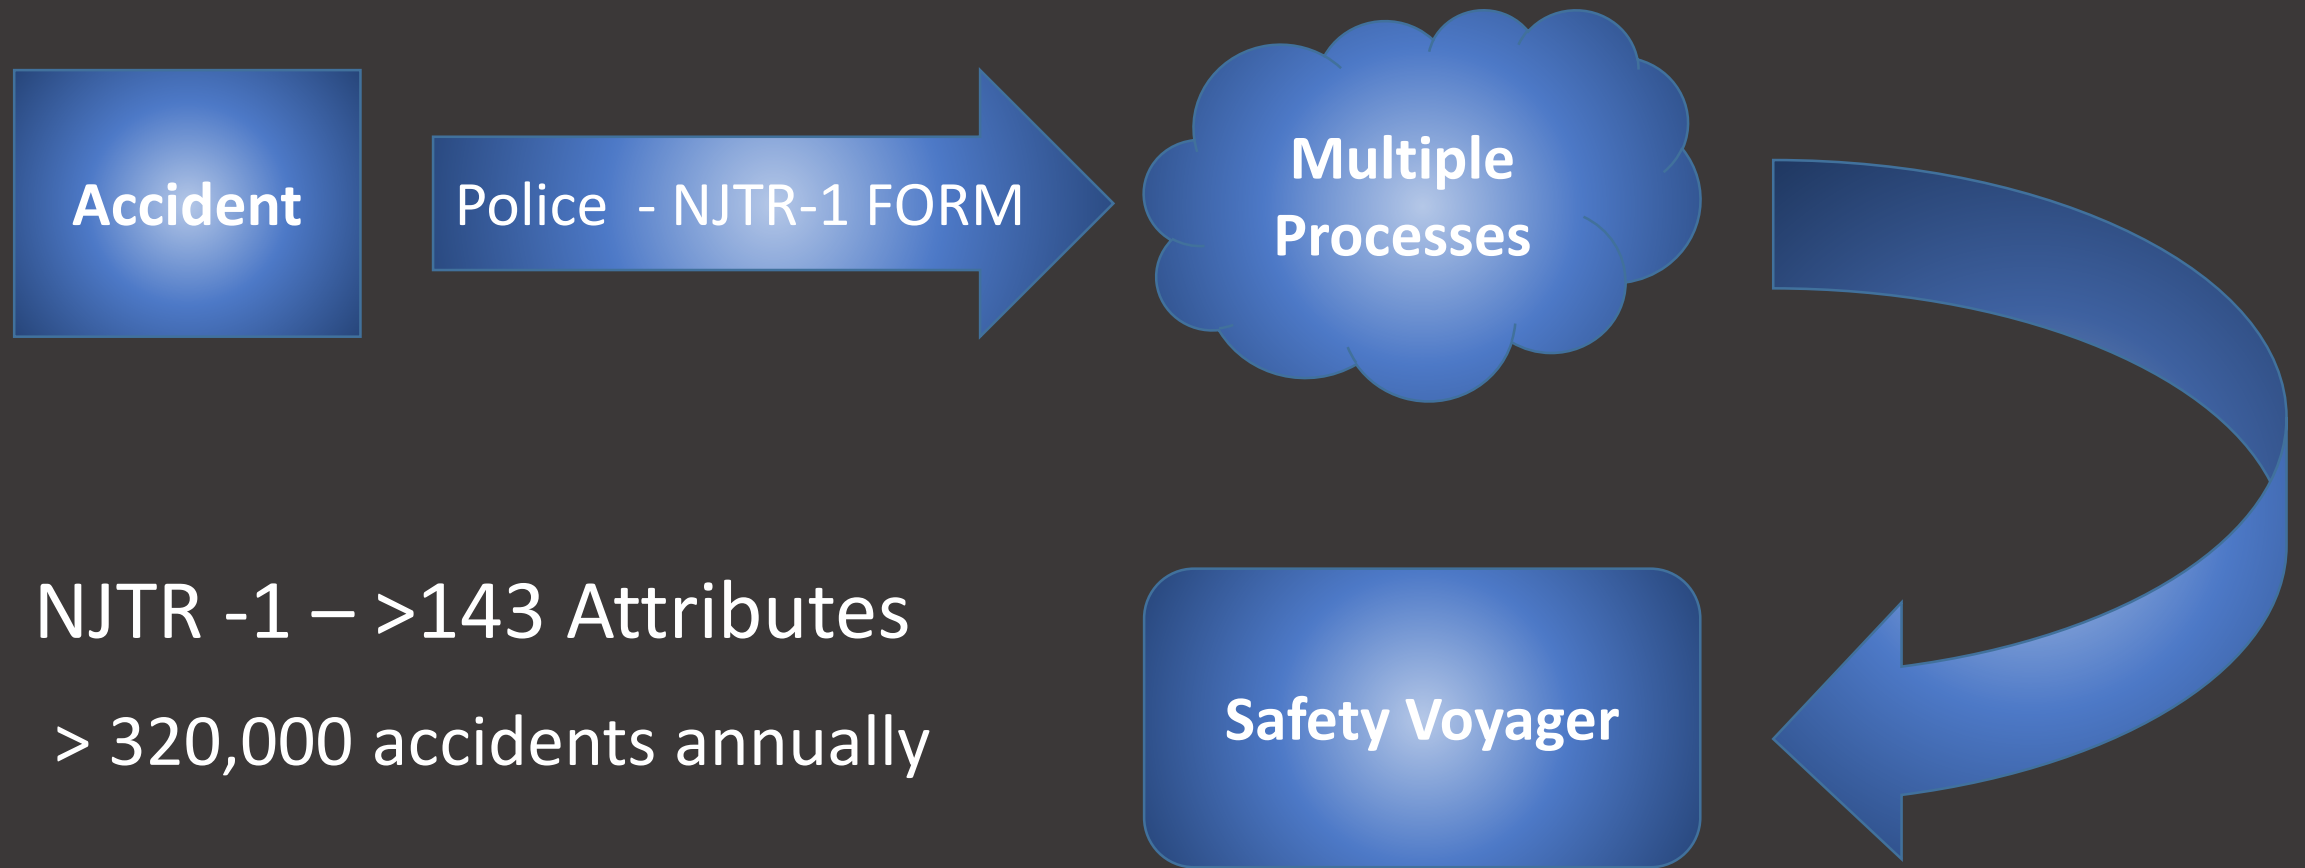 Accident
Police  - NJTR-1 FORM
Multiple
Processes
NJTR -1 – >143 Attributes
> 320,000 accidents annually
Safety Voyager